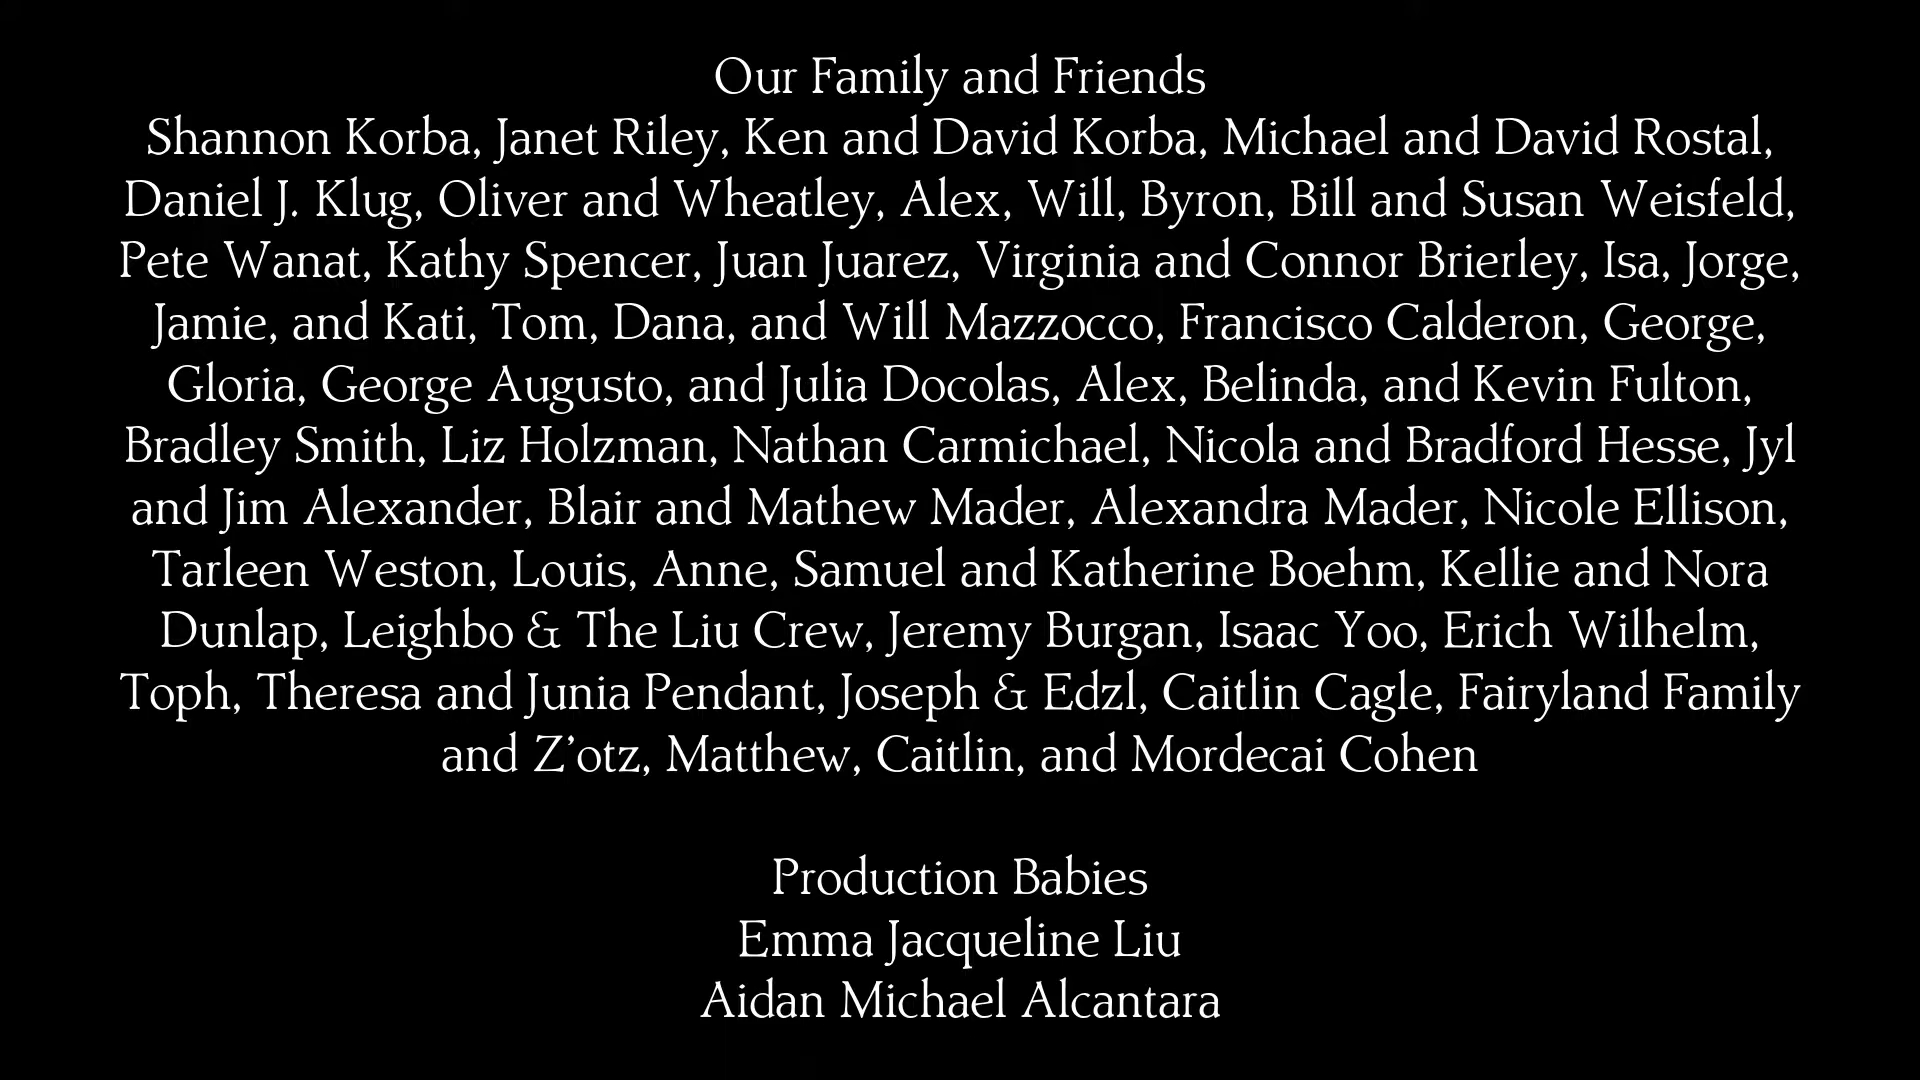 Our Family and Friends
Shannon Korba, Janet Riley, Ken and David Korba, Michael and David Rostal,
Daniel J. Klug, Oliver and Wheatley, Alex, Will, Byron, Bill and Susan Weisfeld,
Pete Wanat, Kathy Spencer, Juan Juarez, Virginia and Connor Brierley, Isa, Jorge,
Jamie, and Kati, Tom, Dana, and Will Mazzocco, Francisco Calderon, George,
Gloria, George Augusto, and Julia Docolas, Alex, Belinda, and Kevin Fulton,
Bradley Smith, Liz Holzman, Nathan Carmichael, Nicola and Bradford Hesse, Jyl
and Jim Alexander, Blair and Mathew Mader, Alexandra Mader, Nicole Ellison,
Tarleen Weston, Louis, Anne, Samuel and Katherine Boehm, Kellie and Nora
Dunlap, Leighbo & The Liu Crew, Jeremy Burgan, Isaac Yoo, Erich Wilhelm,
Toph, Theresa and Junia Pendant, Joseph & Edzl, Caitlin Cagle, Fairyland Family
and Z’otz, Matthew, Caitlin, and Mordecai Cohen
Production Babies
Emma Jacqueline Liu
Aidan Michael Alcantara